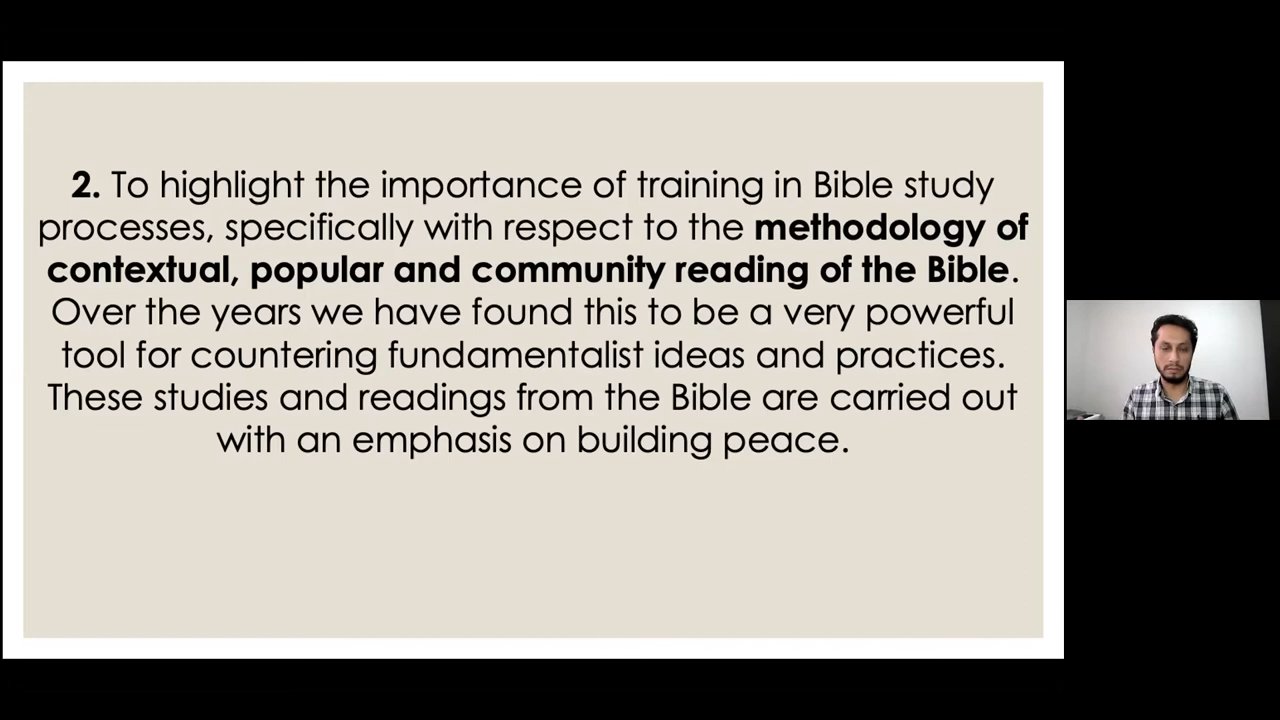 2. To highlight the importance of training in Bible study
processes, specifically with respect to the methodology of
contextual, popular and community reading of the Bible.
Over the years we have found this to be a very powerful
tool for countering fundamentalist ideas and practices.
These studies and readings from the Bible are carried out
with an emphasis on building peace.